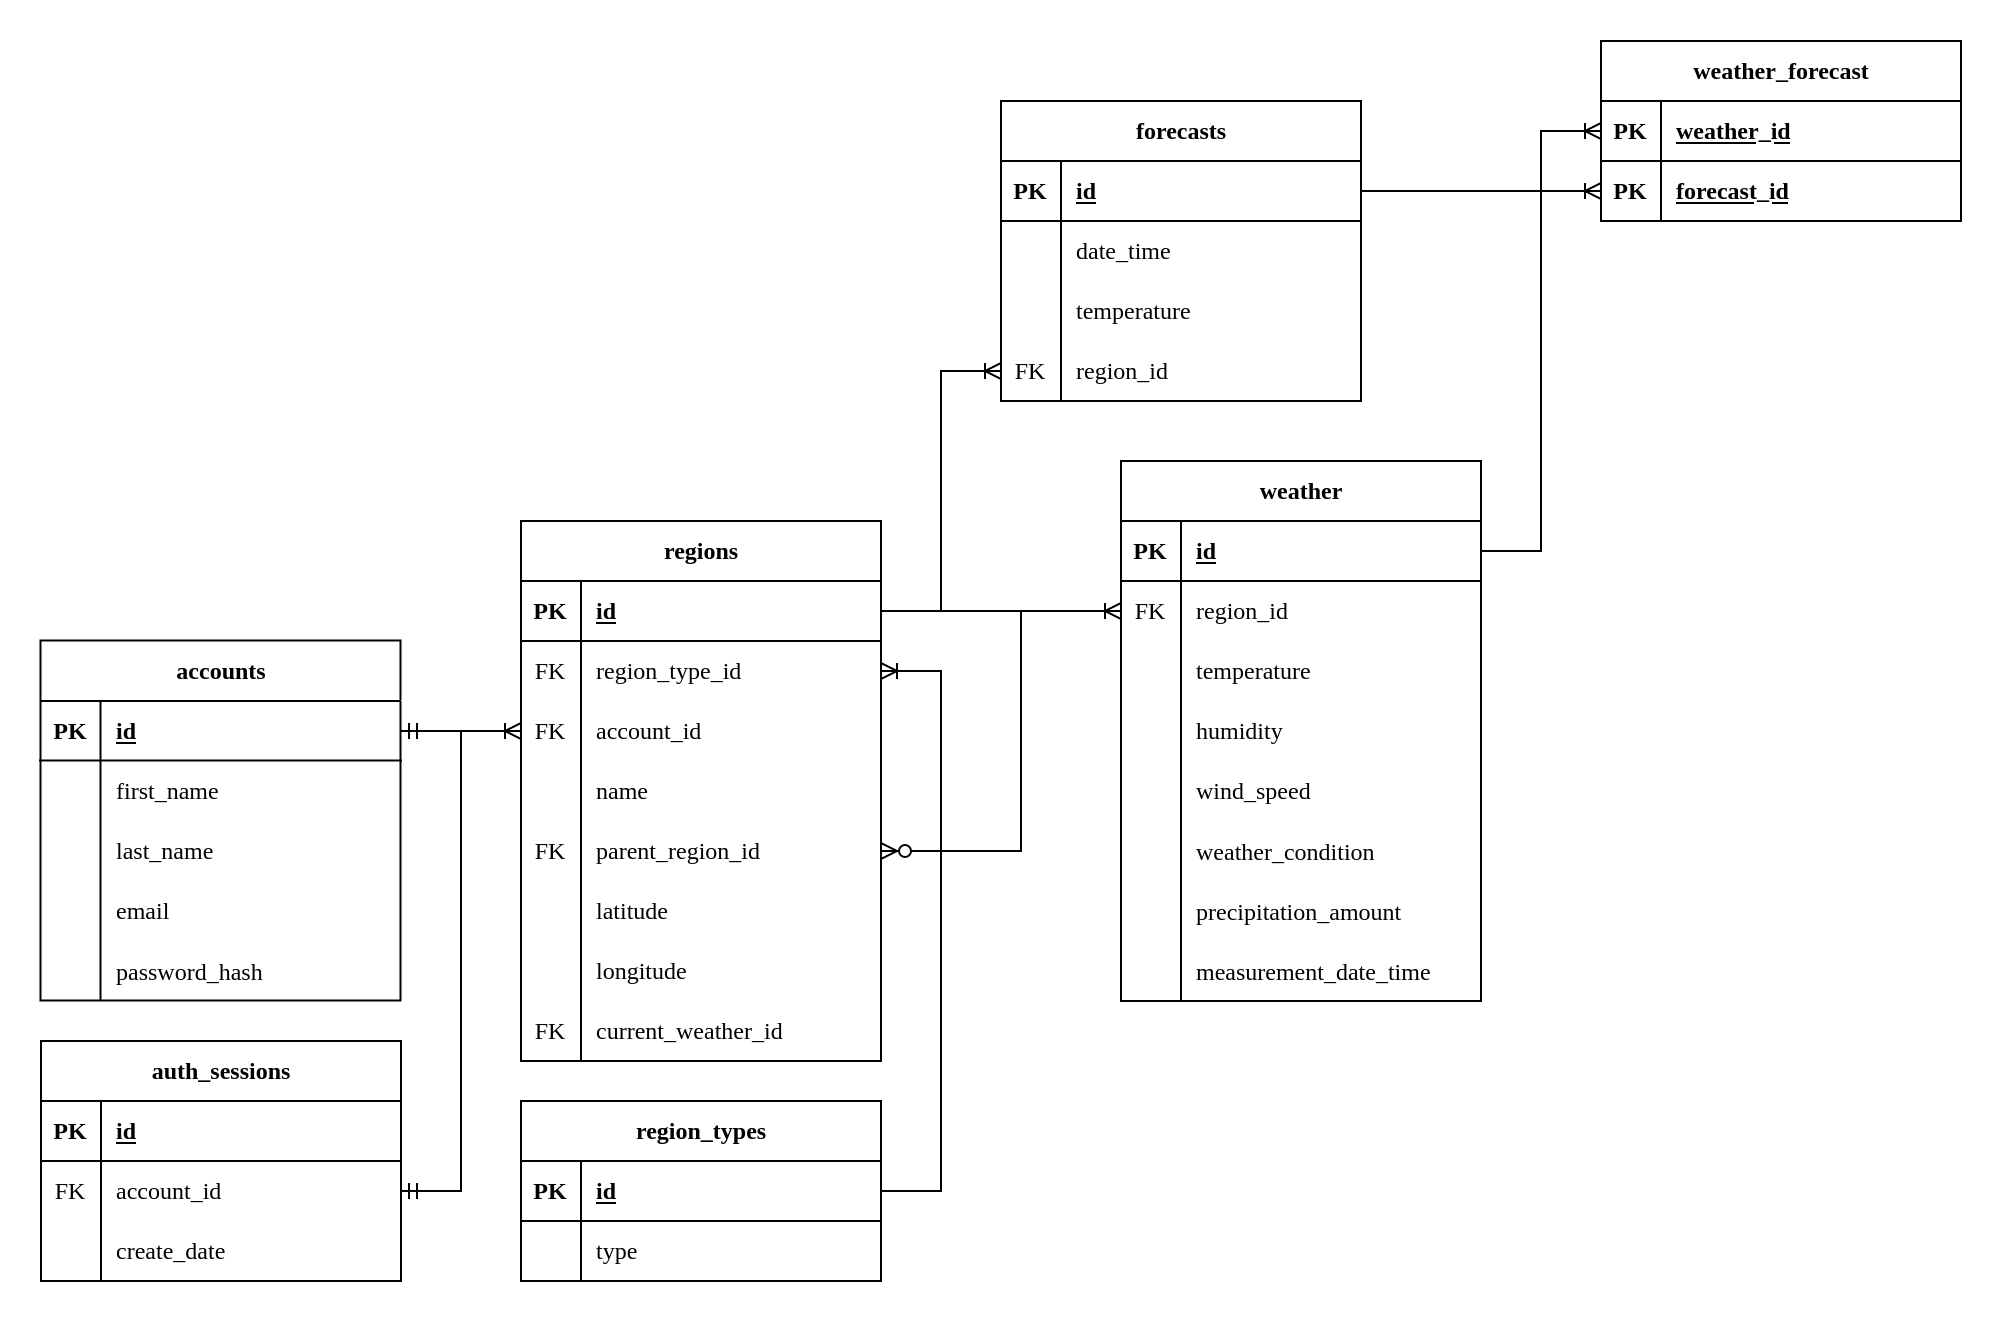 weather_forecast
PK weather_id
PK forecast_id
forecasts
PK id
date_time
temperature
FK region_id
weather
PK id
FK region_id
temperature
humidity
wind_speed
weather_condition
precipitation_amount
measurement_date_time
regions
PK id
FK region_type_id
FK account_id
name
FK parent_region_id
latitude
longitude
FK current_weather_id
accounts
PK id
first_name
last_name
email
password_hash
auth_sessions
PK id
FK account_id
create_date
region_types
PK id
type